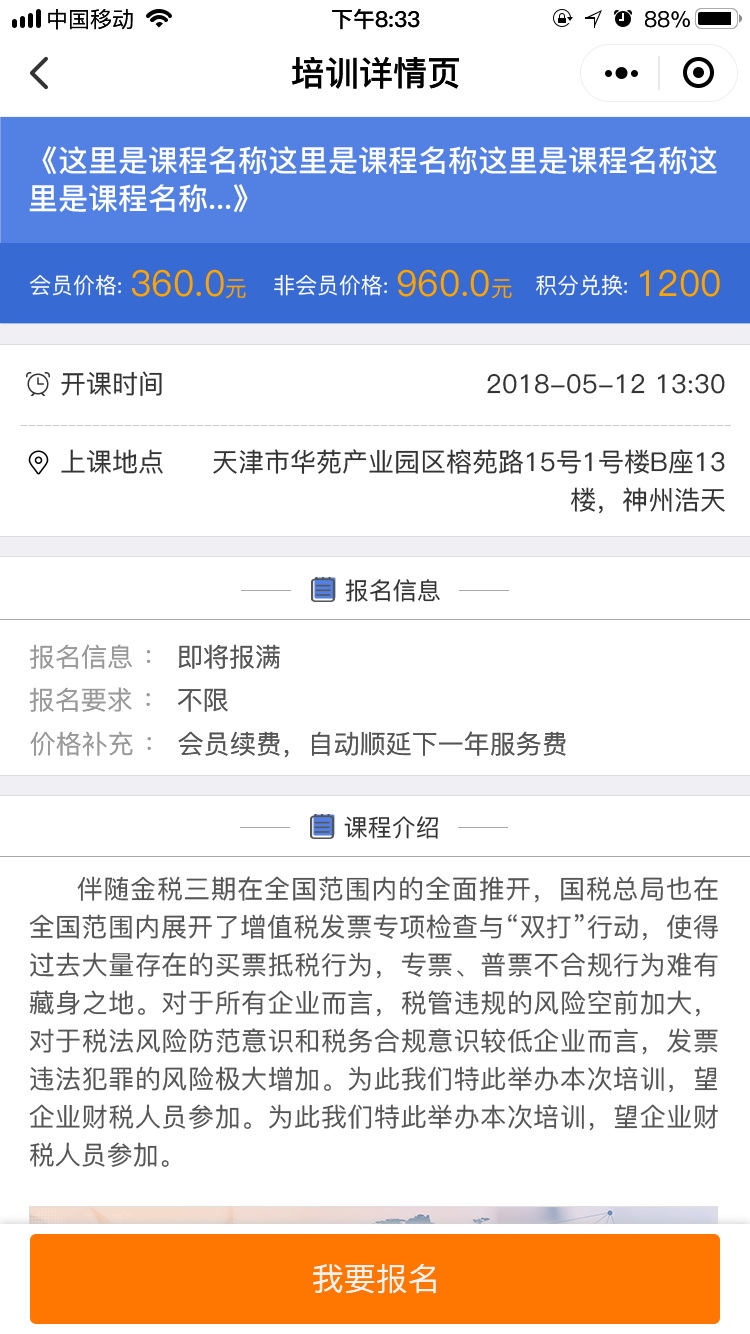 中国移动 下午8:33 88%
培训详情页
《这里是课程名称这里是课程名称这里是课程名称这
里是课程名称...》
会员价格: 360.0元 非会员价格: 960.0元 积分兑换: 1200
开课时间 2018-05-12 13:30
上课地点 天津市华苑产业园区榕苑路15号1号楼B座13
楼，神州浩天
报名信息
报名信息： 即将报满
报名要求： 不限
价格补充： 会员续费，自动顺延下一年服务费
课程介绍
伴随金税三期在全国范围内的全面推开，国税总局也在
全国范围内展开了增值税发票专项检查与“双打”行动，使得
过去大量存在的买票抵税行为，专票、普票不合规行为难有
藏身之地。对于所有企业而言，税管违规的风险空前加大，
对于税法风险防范意识和税务合规意识较低企业而言，发票
违法犯罪的风险极大增加。为此我们特此举办本次培训，望
企业财税人员参加。为此我们特此举办本次培训，望企业财
税人员参加。
我要报名